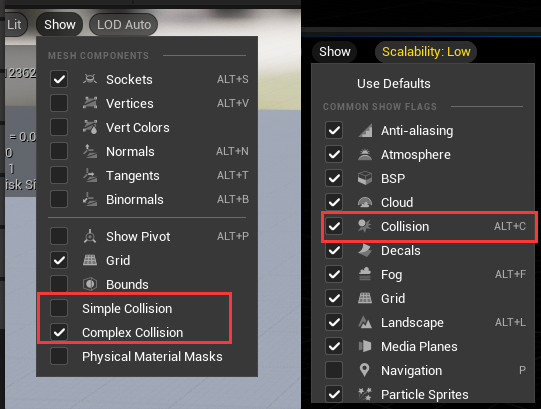 Lit
Show
LOD Auto
MESH COMPONENTS
Sockets ALT+S
Vertices ALT+V
Vert Colors
Normals ALT+N
Tangents ALT+T
Binormals ALT+B
Show Pivot ALT+P
Grid
Bounds
Simple Collision
Complex Collision
Physical Material Masks
2362
= 0.0
0
1
isk Si
Show
Scalability: Low
Use Defaults
COMMON SHOW FLAGS
Anti-aliasing
Atmosphere
BSP
Cloud
Collision ALT+C
Decals
Fog ALT+F
Grid
Landscape ALT+L
Media Planes
Navigation P
Particle Sprites